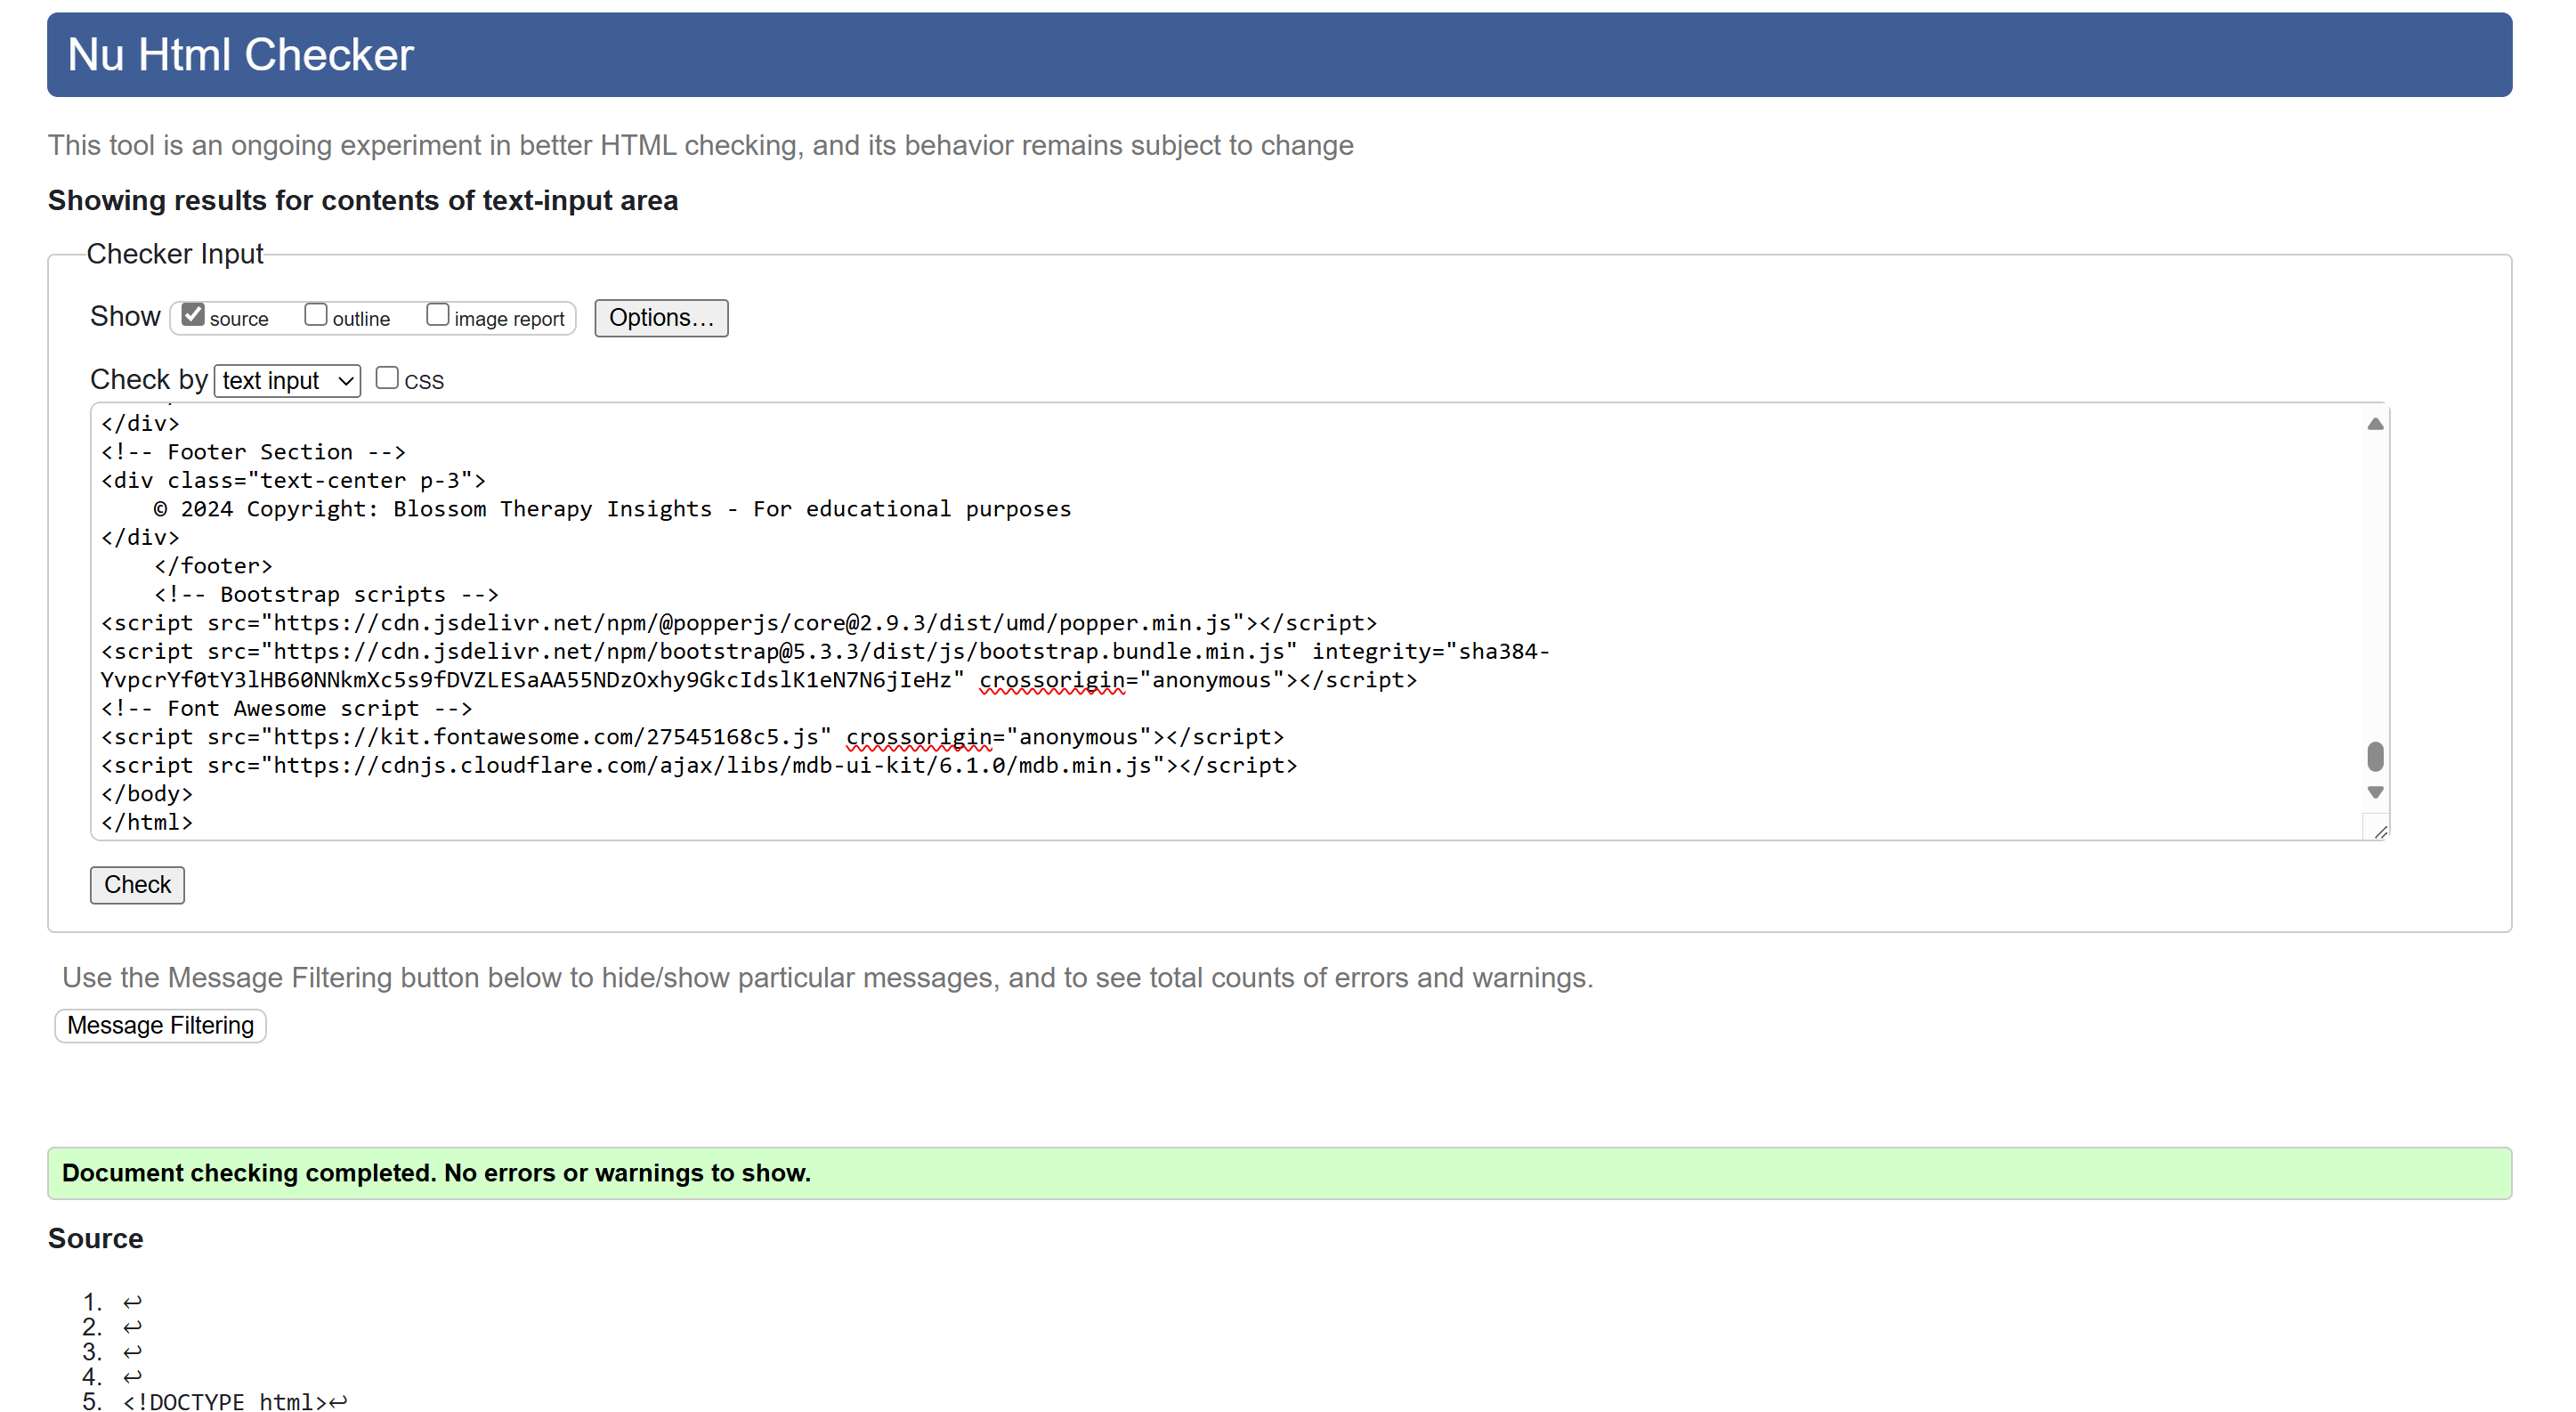 Nu Html Checker
This tool is an ongoing experiment in better HTML checking, and its behavior remains subject to change
Showing results for contents of text-input area
Checker Input
Show source outline image report Options...
Check by text input CSS
</div>
<!-- Footer Section -->
<div class="text-center p-3">
    © 2024 Copyright: Blossom Therapy Insights - For educational purposes
</div>
    </footer>
    <!-- Bootstrap scripts -->
<script src="https://cdn.jsdelivr.net/npm/@popperjs/core@2.9.3/dist/umd/popper.min.js"></script>
<script src="https://cdn.jsdelivr.net/npm/bootstrap@5.3.3/dist/js/bootstrap.bundle.min.js" integrity="sha384-
YvpcrYf0tY3lHB60NNkmXc5s9fDVZLESaAA55NDzOxhy9GkcIdslK1eN7N6jIeHz" crossorigin="anonymous"></script>
<!-- Font Awesome script -->
<script src="https://kit.fontawesome.com/27545168c5.js" crossorigin="anonymous"></script>
<script src="https://cdnjs.cloudflare.com/ajax/libs/mdb-ui-kit/6.1.0/mdb.min.js"></script>
</body>
</html>
Check
Use the Message Filtering button below to hide/show particular messages, and to see total counts of errors and warnings.
Message Filtering
Document checking completed. No errors or warnings to show.
Source
1. ↩
2. ↩
3. ↩
4. ↩
5. <!DOCTYPE html>↩